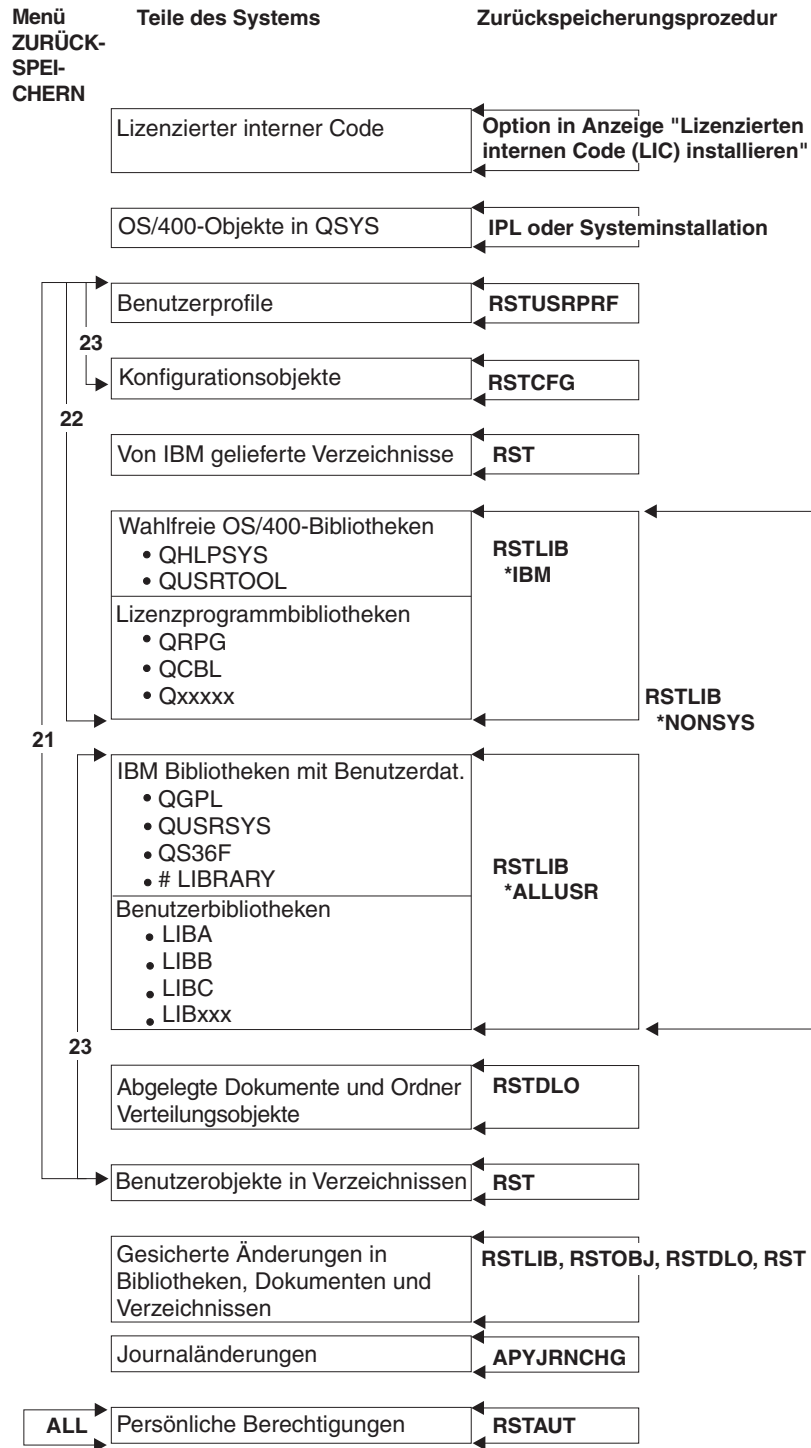 Menü
ZURÜCK-
SPEI-
CHERN
Teile des Systems
Zurückspeicherungsprozedur
Lizenzierter interner Code
Option in Anzeige "Lizenzierten
internen Code (LIC) installieren"
OS/400-Objekte in QSYS
IPL oder Systeminstallation
Benutzerprofile
RSTUSRPRF
23
Konfigurationsobjekte
RSTCFG
22
Von IBM gelieferte Verzeichnisse
RST
Wahlfreie OS/400-Bibliotheken
• QHLPSYS
• QUSRTOOL
RSTLIB
*IBM
Lizenzprogrammbibliotheken
• QRPG
• QCBL
• Qxxxxx
RSTLIB
*NONSYS
21
IBM Bibliotheken mit Benutzerdat.
• QGPL
• QUSRSYS
• QS36F
• # LIBRARY
RSTLIB
*ALLUSR
Benutzerbibliotheken
• LIBA
• LIBB
• LIBC
• LIBxxx
23
Abgelegte Dokumente und Ordner
Verteilungsobjekte
RSTDLO
Benutzerobjekte in Verzeichnissen
RST
Gesicherte Änderungen in
Bibliotheken, Dokumenten und
Verzeichnissen
RSTLIB, RSTOBJ, RSTDLO, RST
Journaländerungen
APYJRNCHG
ALL
Persönliche Berechtigungen
RSTAUT